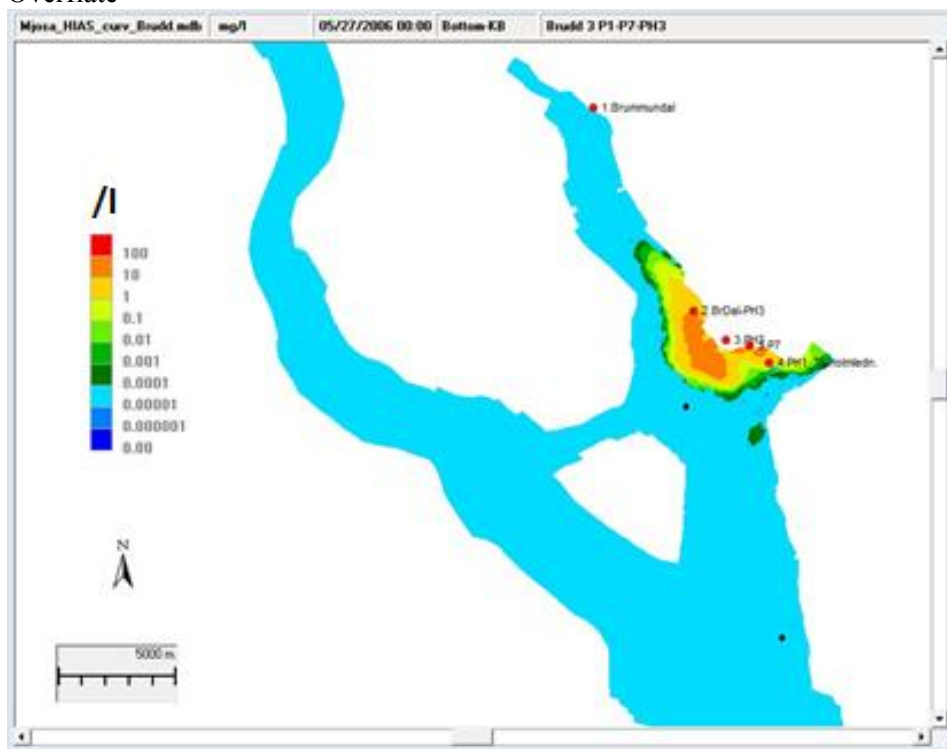 Overflate
Mjosa_HIAS_curv_Brudd.mdb mg/l 05/27/2006 00:00 Bottom-KB Brudd 3 P1-P7-PH3
1 Brummundal
/l
100
10
1
0.1
0.01
0.001
0.0001
0.00001
0.000001
0.00
2 BrDal-PH3
3
P7
4 PH1
N
5000 m